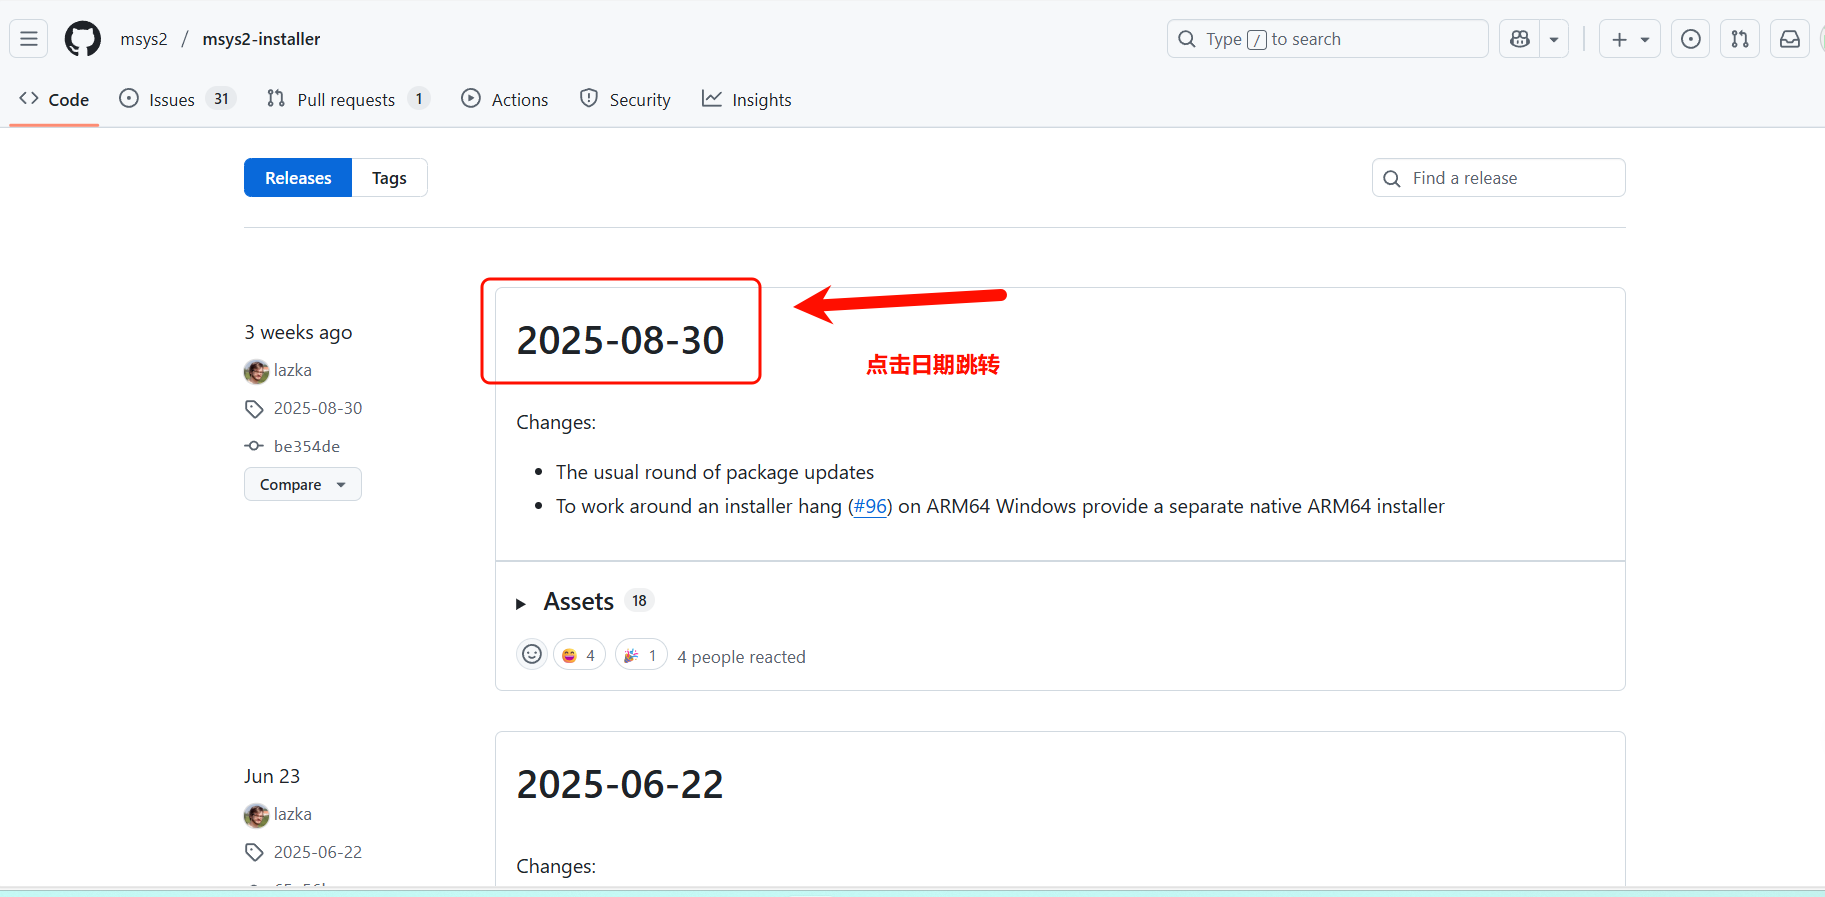 msys2 / msys2-installer
Type / to search
Code
Issues 31
Pull requests 1
Actions
Security
Insights
Releases
Tags
Find a release
3 weeks ago
lazka
2025-08-30
be354de
Compare
2025-08-30
点击日期跳转
Changes:
The usual round of package updates
To work around an installer hang (#96) on ARM64 Windows provide a separate native ARM64 installer
Assets 18
4
1
4 people reacted
Jun 23
lazka
2025-06-22
2025-06-22
Changes: